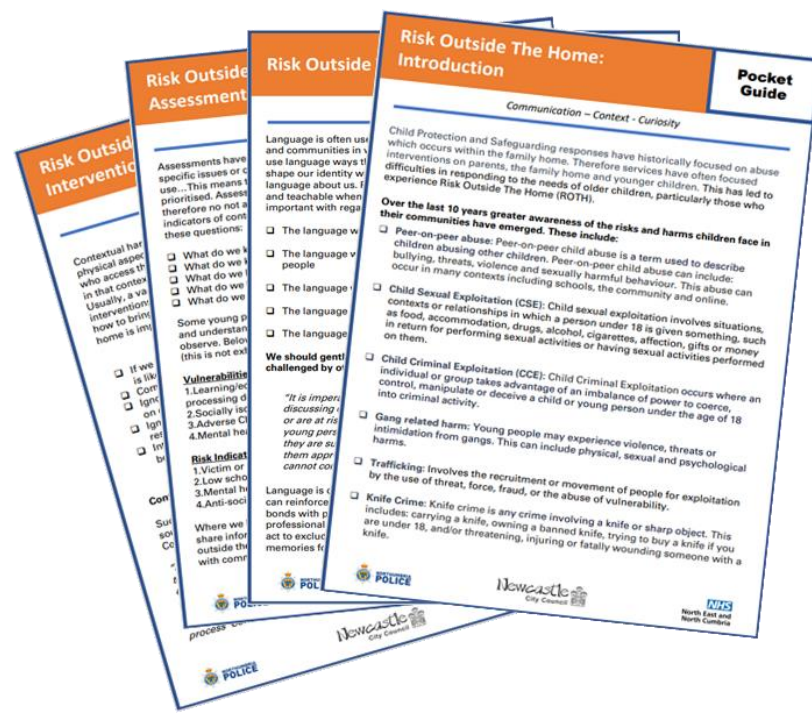 Risk Outside The Home:
Introduction
Pocket
Guide
Communication – Context - Curiosity
Child Protection and Safeguarding responses have historically focused on abuse
which occurs within the family home. Therefore services have often focused
interventions on parents, the family home and younger children. This has led to
difficulties in responding to the needs of older children, particularly those who
experience Risk Outside The Home (ROTH).
Over the last 10 years greater awareness of the risks and harms children face in
their communities have emerged. These include:
Peer-on-peer abuse: Peer-on-peer child abuse is a term used to describe
children abusing other children. Peer-on-peer child abuse can include:
bullying, threats, violence and sexually harmful behaviour. This abuse can
occur in many contexts including schools, the community and online.
Child Sexual Exploitation (CSE): Child sexual exploitation involves situations,
contexts or relationships in which a person under 18 is given something, such
as food, accommodation, drugs, alcohol, cigarettes, affection, gifts or money
in return for performing sexual activities or having sexual activities performed
on them.
Child Criminal Exploitation (CCE): Child Criminal Exploitation occurs where an
individual or group takes advantage of an imbalance of power to coerce,
control, manipulate or deceive a child or young person under the age of 18
into criminal activity.
Gang related harm: Young people may experience violence, threats or
intimidation from gangs. This can include physical, sexual and psychological
harms.
Trafficking: Involves the recruitment or movement of people for exploitation
by the use of threat, force, fraud, or the abuse of vulnerability.
Knife Crime: Knife crime is any crime involving a knife or sharp object. This
includes: carrying a knife, owning a banned knife, trying to buy a knife if you
are under 18, and/or threatening, injuring or fatally wounding someone with a
knife.
NORTHUMBRIA
POLICE
Newcastle
City Council
NHS
North East and
North Cumbria
Risk Outside
Language is often use
and communities in
use language ways th
shape our identity w
language about us.
and teachable when
important with rega
The language w
The language w
people
The language
The language
The language
We should gentl
challenged by o
"It is impera
discussing
or are at ris
young pers
they are su
them appr
cannot co
Language is
can reinforce
bonds with p
professional
act to exclu
memories fo
Risk Outside
Assessment
Assessments have
specific issues or c
use...This means
prioritised. Assess
therefore no not a
indicators of cont
these questions:
What do we k
What do we k
What do we
What do we
What do we
Some young p
and understan
observe. Belov
(this is not ext
Vulnerabilitie
1.Learning/ec
processing d
2.Socially iso
3.Adverse C
4.Mental hea
Risk Indicat
1.Victim or
2.Low scho
3.Mental h
4.Anti-soci
Where we
share infor
outside the
with comm
Risk Outsid
Interventio
Contextual har
physical aspec
who access th
in that contex
Usually, a va
intervention
how to bring
home is imp
If we
is lik
Com
Igno
on
Ign
re
In
b
Con
Suc
sou
Co
process
Newcastle
City Council
NORTHUMBRIA
POLICE